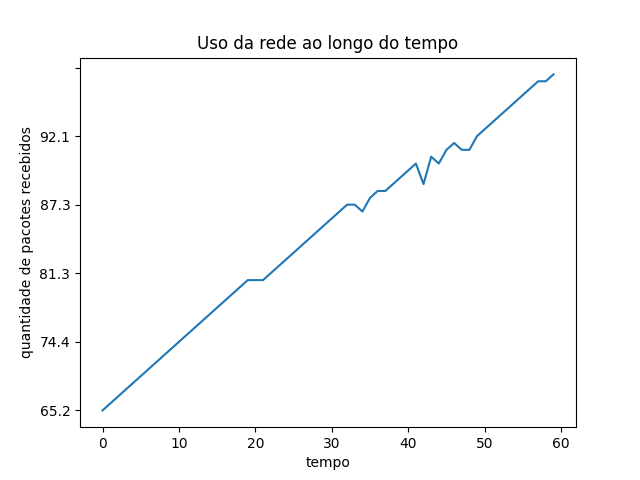 Uso da rede ao longo do tempo
quantidade de pacotes recebidos
92.1
87.3
81.3
74.4
65.2
0 10 20 30 40 50 60
tempo